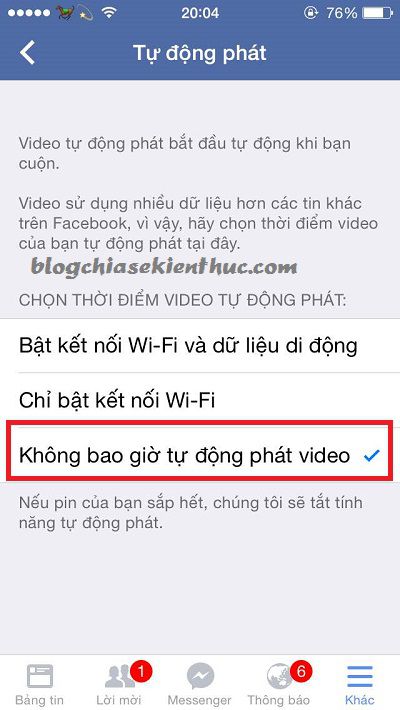 20:04
76%
Tự động phát
Video tự động phát bắt đầu tự động khi bạn
cuộn.
Video sử dụng nhiều dữ liệu hơn các tin khác
trên Facebook, vì vậy, hãy chọn thời điểm video
của bạn tự động phát tại đây.
blogchiasekienthuc.com
CHỌN THỜI ĐIỂM VIDEO TỰ ĐỘNG PHÁT:
Bật kết nối Wi-Fi và dữ liệu di động
Chỉ bật kết nối Wi-Fi
Không bao giờ tự động phát video
Nếu pin của bạn sắp hết, chúng tôi sẽ tắt tính
năng tự động phát.
1
6
Bảng tin
Lời mời
Messenger
Thông báo
Khác